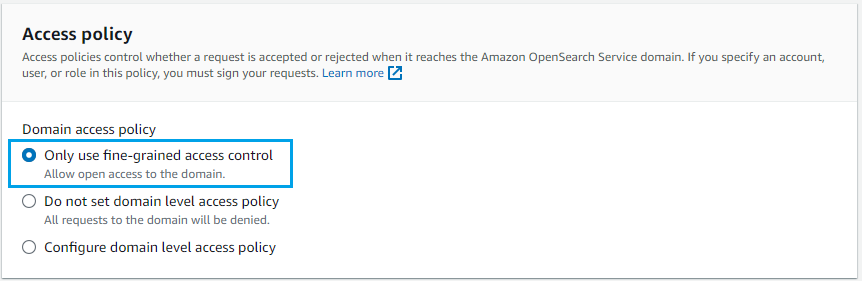 Access policy
Access policies control whether a request is accepted or rejected when it reaches the Amazon OpenSearch Service domain. If you specify an account,
user, or role in this policy, you must sign your requests. Learn more
Domain access policy
Only use fine-grained access control
Allow open access to the domain.
Do not set domain level access policy
All requests to the domain will be denied.
Configure domain level access policy